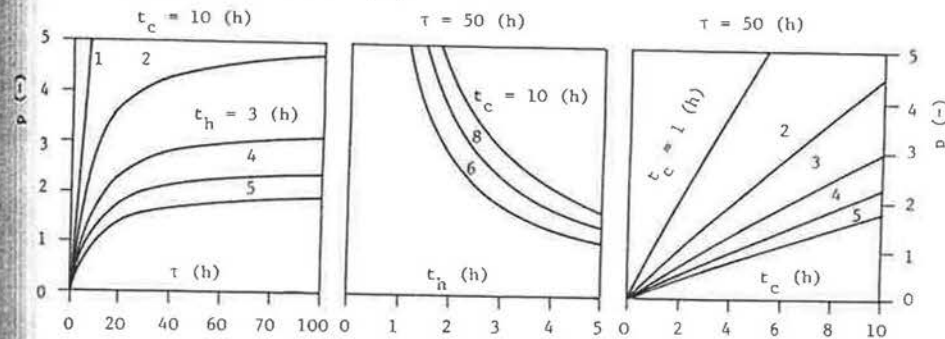 t_c = 10 (h)
τ = 50 (h)
τ = 50 (h)
p (-)
5
4
3
2
1
0
1
2
t_h = 3 (h)
4
5
τ (h)
0 20 40 60 70 100
t_c = 10 (h)
8
6
t_h (h)
0 1 2 3 4 5
t_c = 1 (h)
2
3
4
5
t_c (h)
0 2 4 6 8 10
5
4
3
2
1
0
p (-)